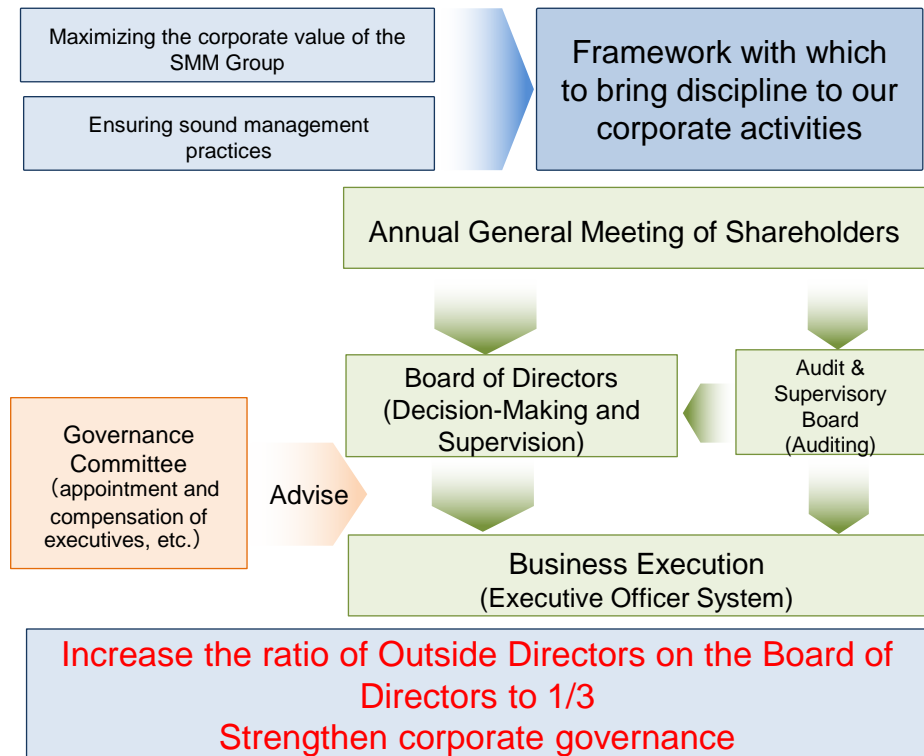 Maximizing the corporate value of the
SMM Group
Ensuring sound management
practices
Framework with which
to bring discipline to our
corporate activities
Annual General Meeting of Shareholders
Board of Directors
(Decision-Making and
Supervision)
Audit &
Supervisory
Board
(Auditing)
Governance
Committee
（appointment and
compensation of
executives, etc.）
Advise
Business Execution
(Executive Officer System)
Increase the ratio of Outside Directors on the Board of
Directors to 1/3
Strengthen corporate governance